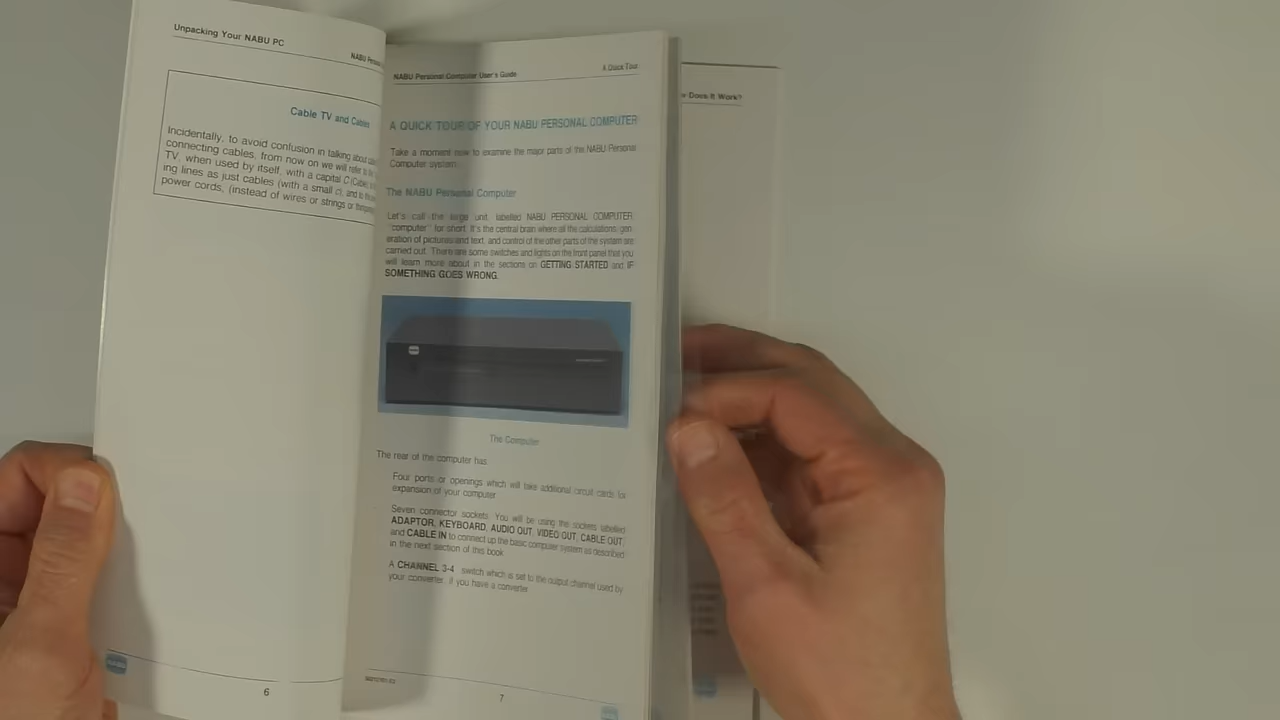 Unpacking Your NABU PC
NABU
Cable TV and Cables
Incidentally, to avoid confusion in talking about
connecting cables, from now on we will refer to
TV, when used by itself, with a capital C (Cable),
ing lines as just cables (with a small c), and to
power cords, (instead of wires or strings or
NABU
6
NABU Personal Computer User's Guide
A Quick Tour
A QUICK TOUR OF YOUR NABU PERSONAL COMPUTER
Take a moment now to examine the major parts of the NABU Personal
Computer system.
The NABU Personal Computer
Let's call the large unit, labelled NABU PERSONAL COMPUTER,
"computer" for short. It's the central brain where all the calculations, gen-
eration of pictures and text, and control of the other parts of the system are
carried out. There are some switches and lights on the front panel that you
will learn more about in the sections on GETTING STARTED and IF
SOMETHING GOES WRONG.
The Computer
The rear of the computer has:
Four ports or openings which will take additional circuit cards for
expansion of your computer
Seven connector sockets. You will be using the sockets labelled
ADAPTOR, KEYBOARD, AUDIO OUT, VIDEO OUT, CABLE OUT
and CABLE IN to connect up the basic computer system as described
in the next section of this book
A CHANNEL 3-4 switch which is set to the output channel used by
your converter, if you have a converter
7
Does It Work?